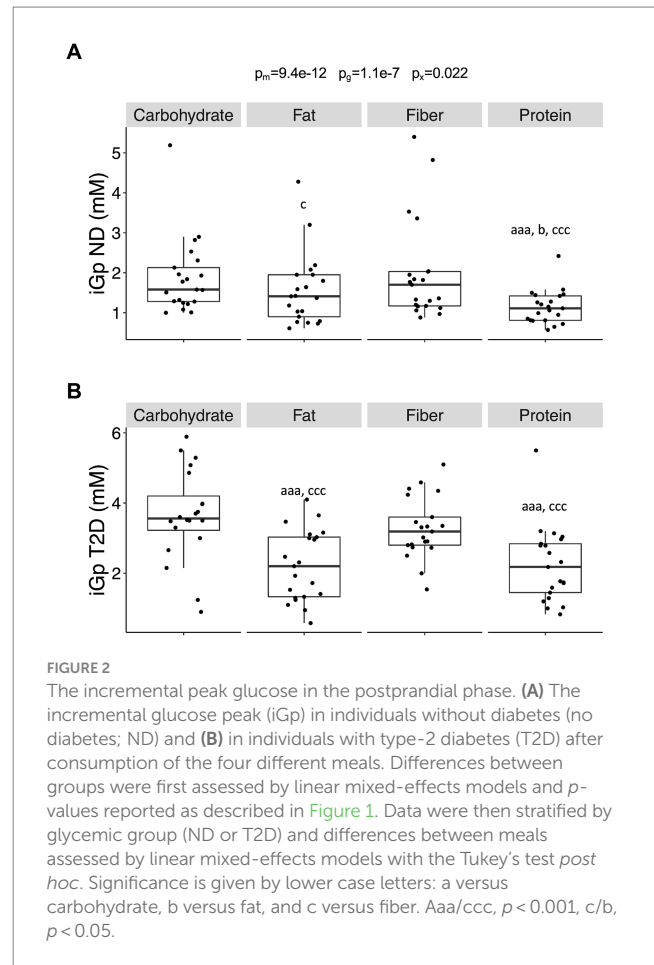 A
pm=9.4e-12 pg=1.1e-7 px=0.022
Carbohydrate Fat Fiber Protein
iGp ND (mM)
5
4
3
2
1
c
aaa, b, ccc
B
Carbohydrate Fat Fiber Protein
iGp T2D (mM)
6
4
2
aaa, ccc
aaa, ccc
FIGURE 2
The incremental peak glucose in the postprandial phase. (A) The
incremental glucose peak (iGp) in individuals without diabetes (no
diabetes; ND) and (B) in individuals with type-2 diabetes (T2D) after
consumption of the four different meals. Differences between
groups were first assessed by linear mixed-effects models and p-
values reported as described in Figure 1. Data were then stratified by
glycemic group (ND or T2D) and differences between meals
assessed by linear mixed-effects models with the Tukey's test post
hoc. Significance is given by lower case letters: a versus
carbohydrate, b versus fat, and c versus fiber. Aaa/ccc, p < 0.001, c/b,
p < 0.05.